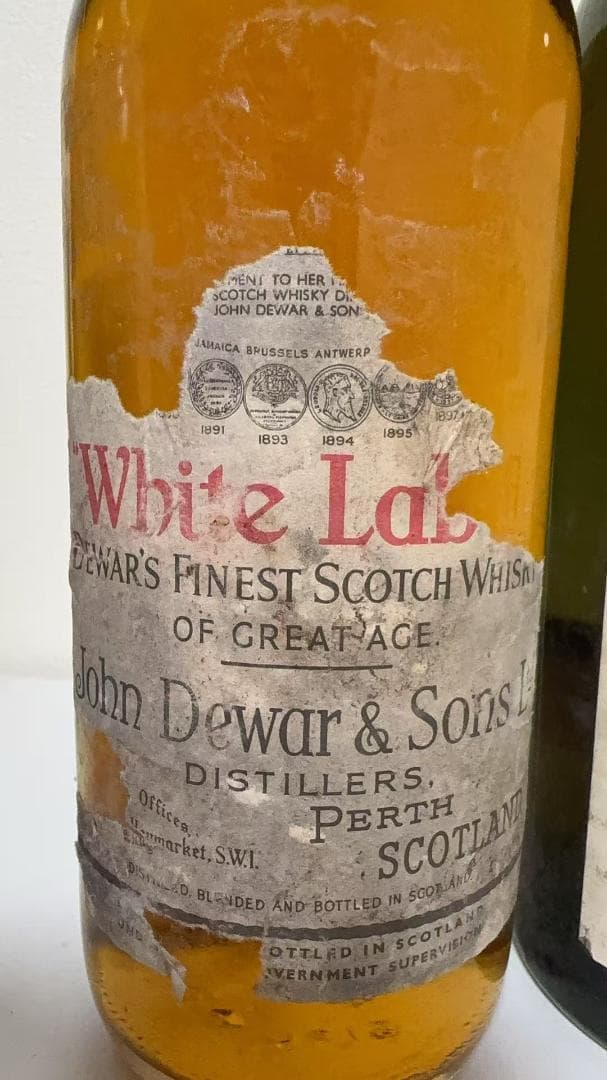 MENT TO HER
SCOTCH WHISKY
JOHN DEWAR & SON
JAMAICA BRUSSELS ANTWERP
1891 1893 1894 1895 1897
"White Lab
DEWAR'S FINEST SCOTCH WHISK
OF GREAT AGE.
John Dewar & Sons Ltd
DISTILLERS,
PERTH
SCOTLAND
Offices,
market, S.W.1.
BLENDED AND BOTTLED IN SCOTLAND
OTTLED IN SCOTLAND
VERNMENT SUPERVISION